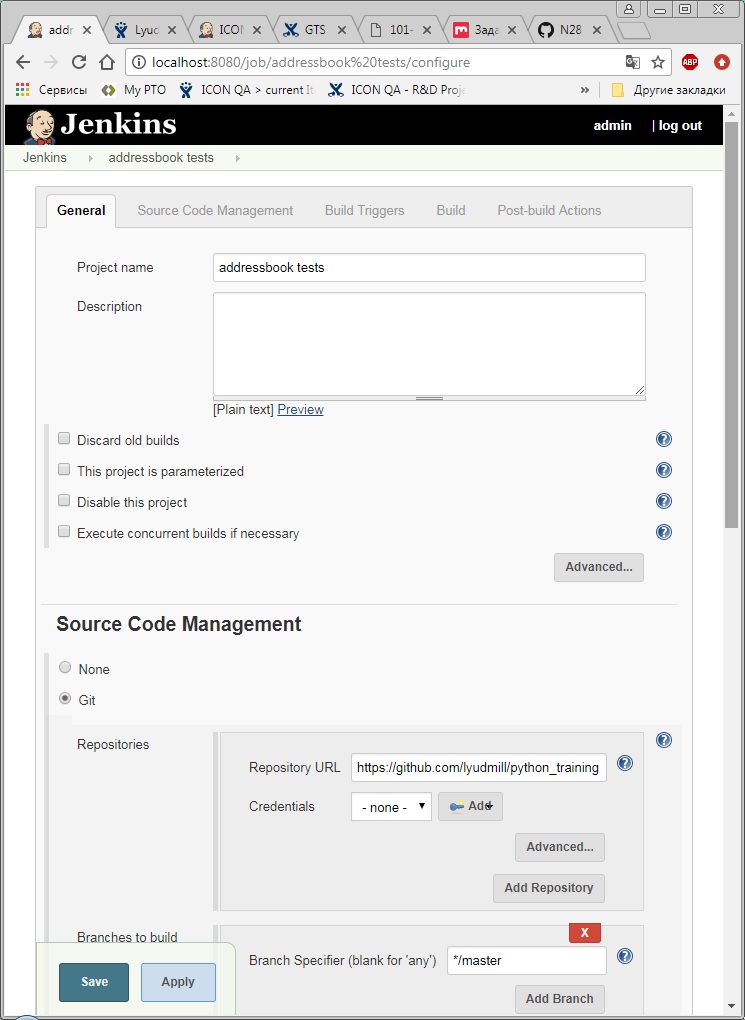 addr
Lyud
ICON
GTS
101-
Зада
N28
localhost:8080/job/addressbook%20tests/configure
ABP
Сервисы
My PTO
ICON QA > current It
ICON QA - R&D Proje
»
Другие закладки
Jenkins
admin | log out
Jenkins
addressbook tests
General
Source Code Management
Build Triggers
Build
Post-build Actions
Project name
addressbook tests
Description
[Plain text] Preview
Discard old builds
This project is parameterized
Disable this project
Execute concurrent builds if necessary
Advanced...
Source Code Management
None
Git
Repositories
Repository URL
https://github.com/lyudmill/python_training
Credentials
- none -
Add
Advanced...
Add Repository
Branches to build
X
Branch Specifier (blank for 'any')
*/master
Save
Apply
Add Branch